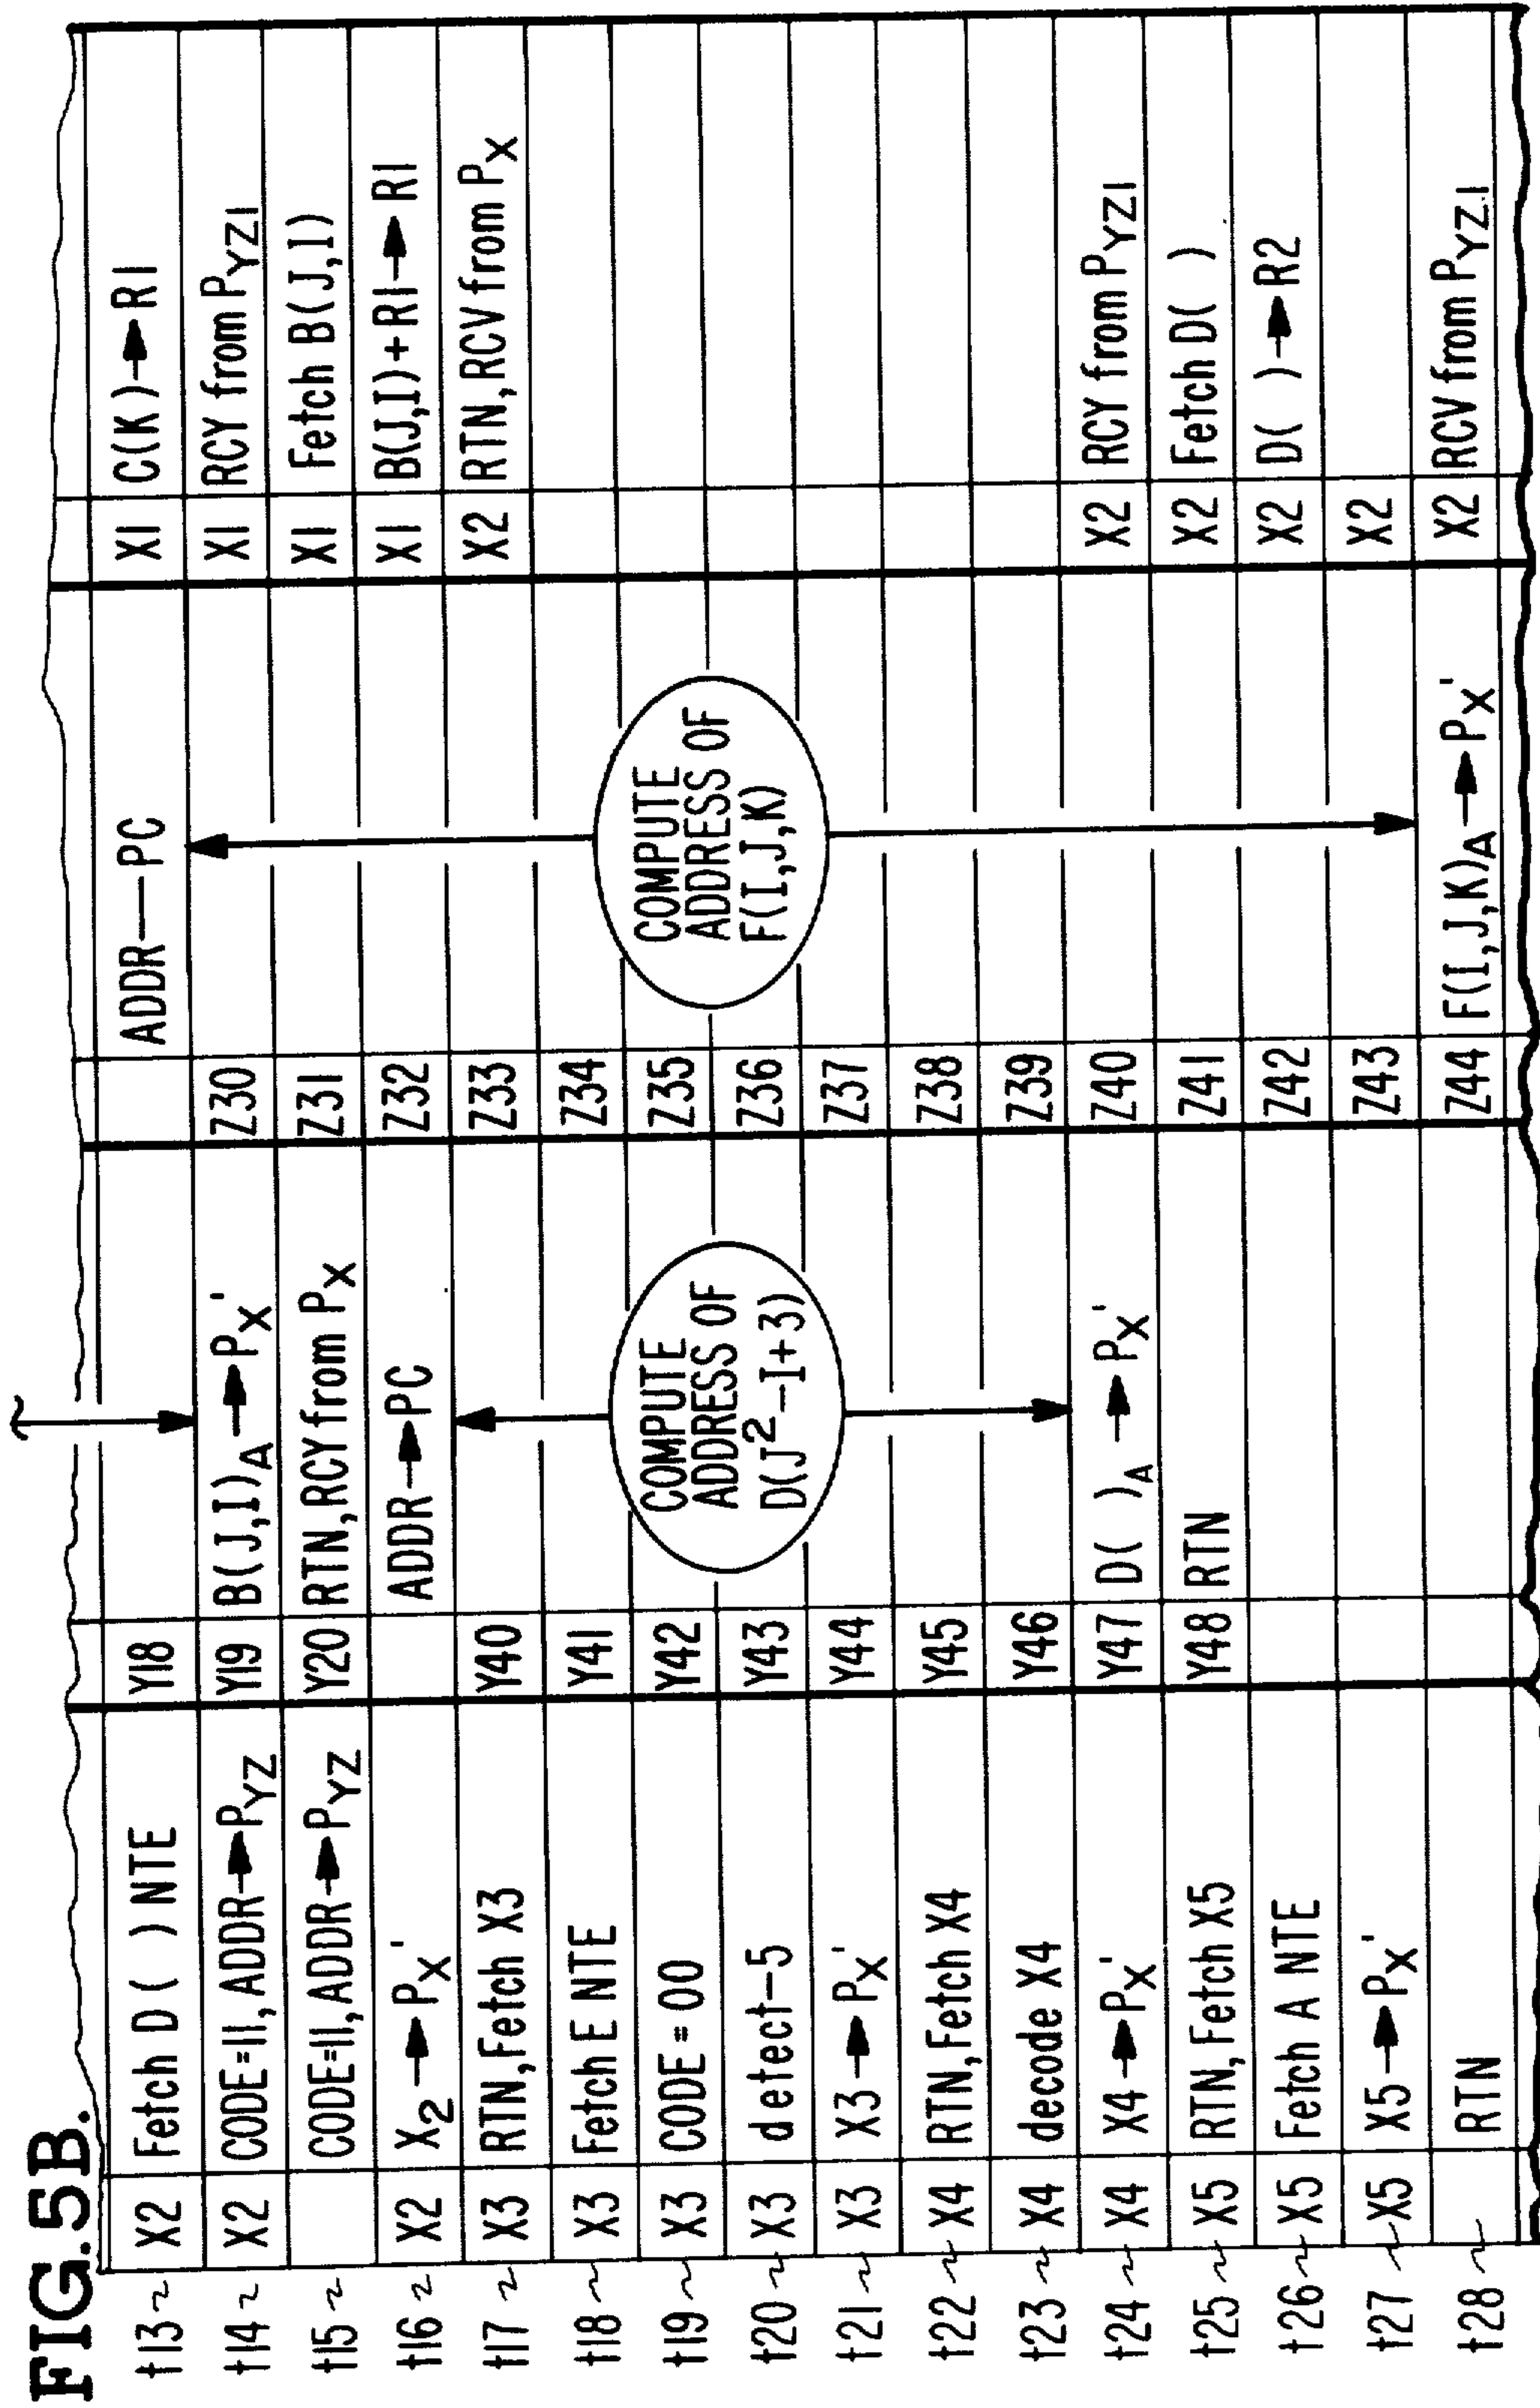 FIG. 5B.
t13 X2 Fetch D ( ) NTE Y18 ADDR—PC X1 C(K)→R1
t14 X2 CODE=11, ADDR→PYZ Y19 B(J,I)A→PX' Z30 X1 RCY from PYZ1
t15 CODE=11, ADDR→PYZ Y20 RTN,RCY from PX Z31 X1 Fetch B(J,I)
t16 X2 X2→PX' ADDR→PC Z32 X1 B(J,I)+R1→R1
t17 X3 RTN,Fetch X3 Y40 Z33 X2 RTN,RCV from PX
t18 X3 Fetch E NTE Y41 Z34
t19 X3 CODE=00 Y42 Z35
t20 X3 detect-5 Y43 Z36
t21 X3 X3→PX' Y44 Z37
t22 X4 RTN,Fetch X4 Y45 Z38
t23 X4 decode X4 Y46 Z39
t24 X4 X4→PX' Y47 D( )A→PX' Z40 X2 RCY from PYZ1
t25 X5 RTN,Fetch X5 Y48 RTN Z41 X2 Fetch D( )
t26 X5 Fetch A NTE Z42 X2 D( )→R2
t27 X5 X5→PX' Z43 X2
t28 RTN Z44 F(I,J,K)A→PX' X2 RCV from PYZ.1
COMPUTE
ADDRESS OF
D(J²-I+3)
COMPUTE
ADDRESS OF
F(I,J,K)